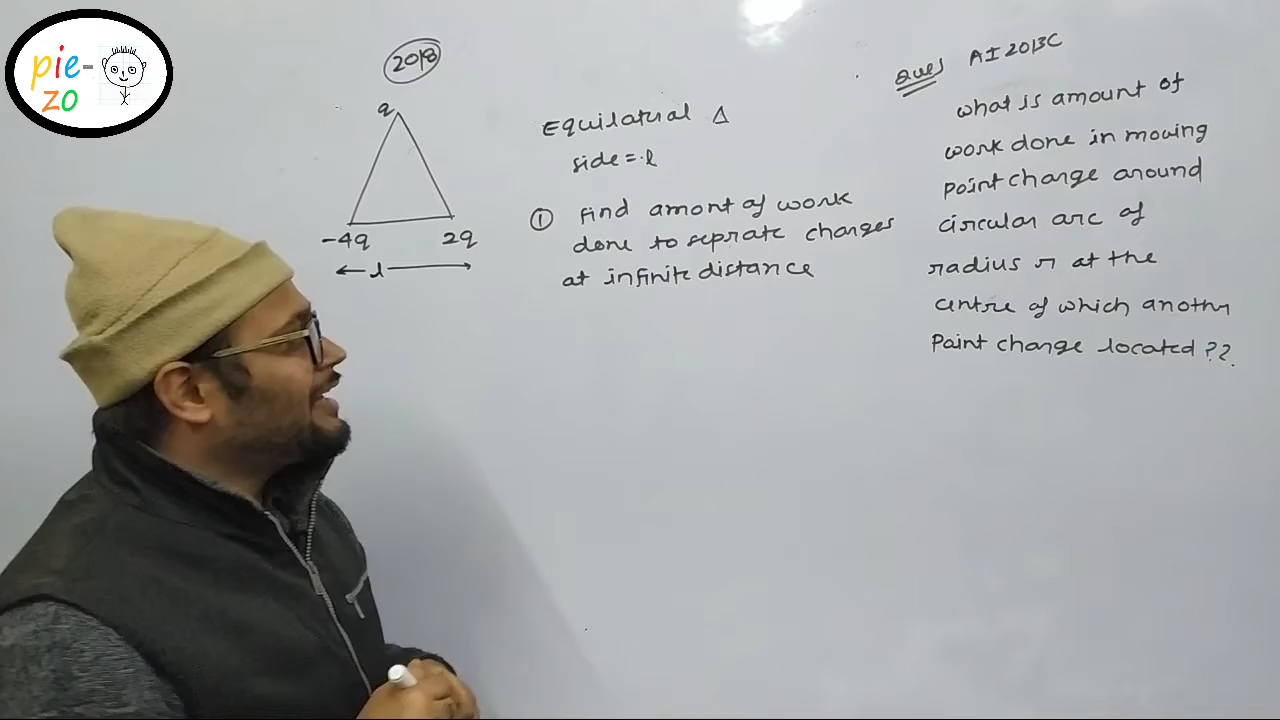 pie-
zo
2018
q
-4q 2q
l
Equilatral Δ
side = l
① find amont of work
done to seprate charges
at infinite distance
Ques AI 2013C
what is amount of
work done in moving
point charge around
circular arc of
radius r at the
centre of which anothr
Point charge located ??